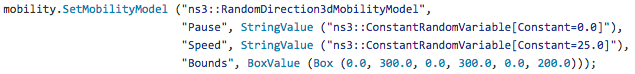 mobility.SetMobilityModel ("ns3::RandomDirection3dMobilityModel",
"Pause", StringValue ("ns3::ConstantRandomVariable[Constant=0.0]"),
"Speed", StringValue ("ns3::ConstantRandomVariable[Constant=25.0]"),
"Bounds", BoxValue (Box (0.0, 300.0, 0.0, 300.0, 0.0, 200.0)));